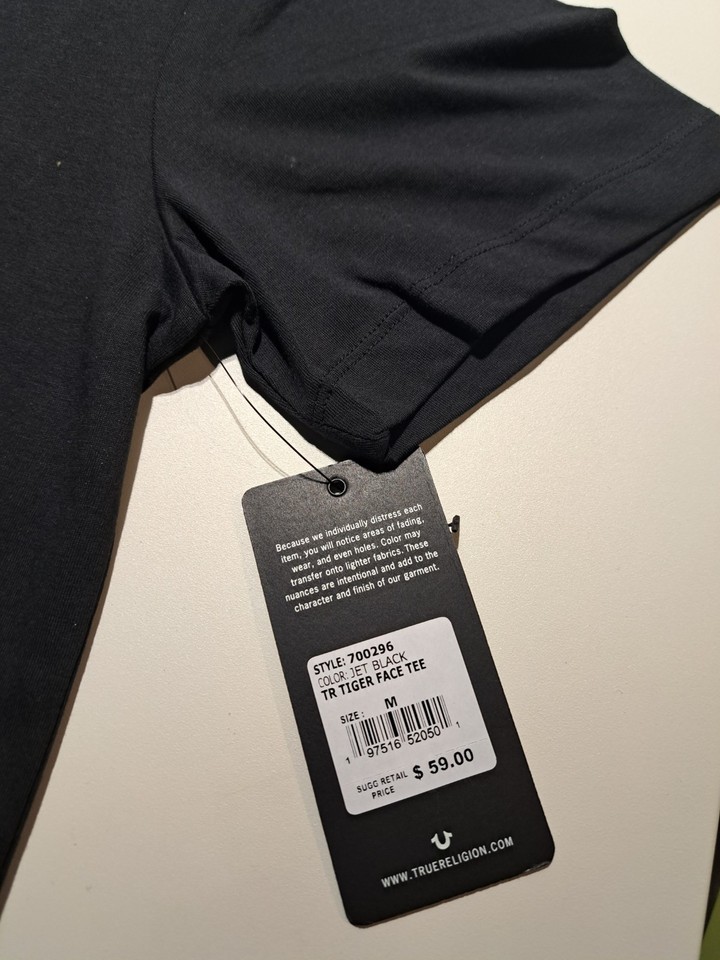 Because we individually distress each
item, you will notice areas of fading,
wear, and even holes. Color may
transfer onto lighter fabrics. These
nuances are intentional and add to the
character and finish of our garment.
STYLE: 700296
COLOR: JET BLACK
TR TIGER FACE TEE
SIZE : M
1 97516 52050 1
SUGG RETAIL $ 59.00
PRICE
WWW.TRUERELIGION.COM